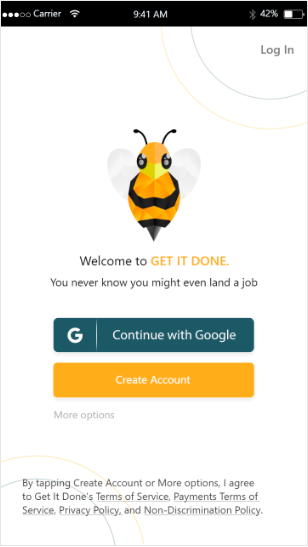 Carrier 9:41 AM 42%
Log In
Welcome to GET IT DONE.
You never know you might even land a job
G Continue with Google
Create Account
More options
By tapping Create Account or More options, I agree
to Get It Done's Terms of Service, Payments Terms of
Service, Privacy Policy, and Non-Discrimination Policy.